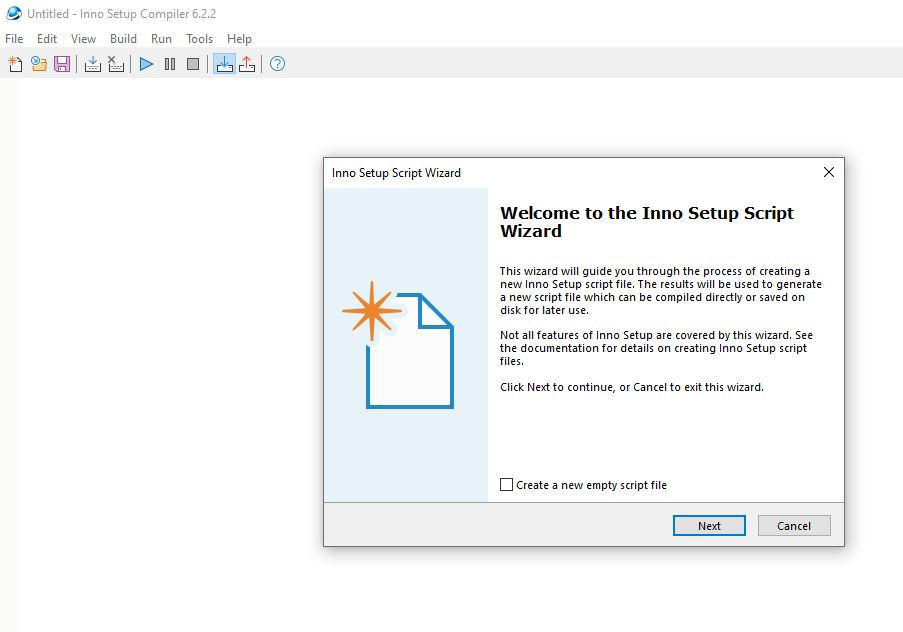 Untitled - Inno Setup Compiler 6.2.2
File Edit View Build Run Tools Help
Inno Setup Script Wizard
Welcome to the Inno Setup Script
Wizard
This wizard will guide you through the process of creating a
new Inno Setup script file. The results will be used to generate
a new script file which can be compiled directly or saved on
disk for later use.
Not all features of Inno Setup are covered by this wizard. See
the documentation for details on creating Inno Setup script
files.
Click Next to continue, or Cancel to exit this wizard.
Create a new empty script file
Next Cancel